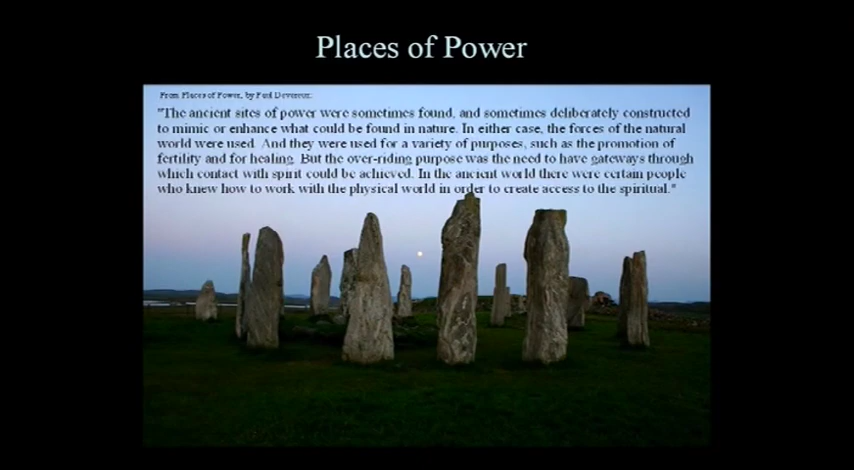 Places of Power
From Places of Power, by Paul Devereux:
"The ancient sites of power were sometimes found, and sometimes deliberately constructed
to mimic or enhance what could be found in nature. In either case, the forces of the natural
world were used. And they were used for a variety of purposes, such as the promotion of
fertility and for healing. But the over-riding purpose was the need to have gateways through
which contact with spirit could be achieved. In the ancient world there were certain people
who knew how to work with the physical world in order to create access to the spiritual."